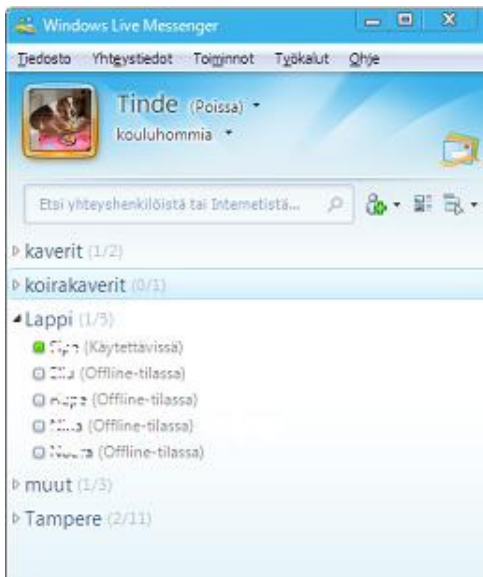 Windows Live Messenger
Tiedosto Yhteystiedot Toiminnot Työkalut Ohje
Tinde (Poissa)
kouluhommia
Etsi yhteyshenkilöistä tai Internetistä...
kaverit (1/2)
koirakaverit (0/1)
Lappi (1/5)
(Käytettävissä)
(Offline-tilassa)
(Offline-tilassa)
(Offline-tilassa)
(Offline-tilassa)
muut (1/3)
Tampere (2/11)